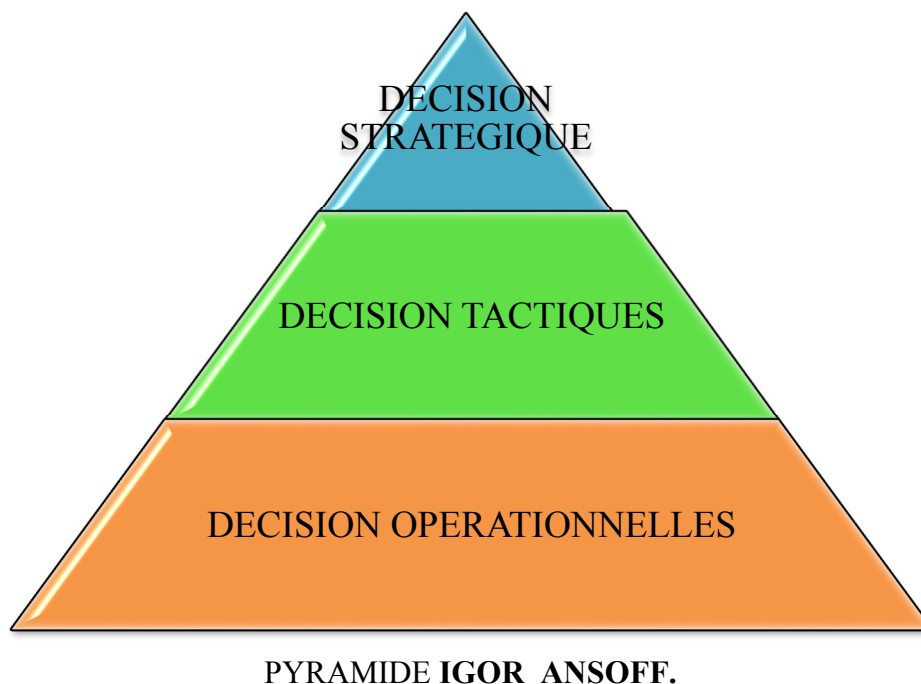 DECISION
STRATEGIQUE
DECISION TACTIQUES
DECISION OPERATIONNELLES
PYRAMIDE IGOR ANSOFF.